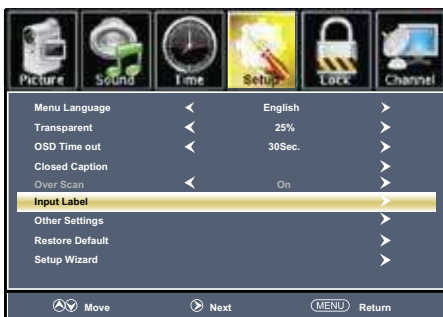 Picture Sound Time Setup Lock Channel
Menu Language English
Transparent 25%
OSD Time out 30Sec.
Closed Caption
Over Scan On
Input Label
Other Settings
Restore Default
Setup Wizard
Move Next MENU Return